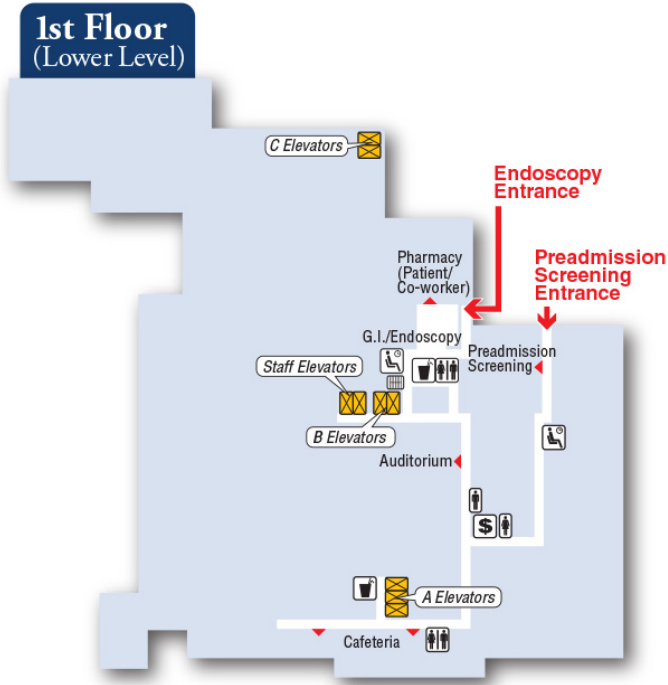 1st Floor
(Lower Level)
C Elevators
Endoscopy
Entrance
Pharmacy
(Patient/
Co-worker)
Preadmission
Screening
Entrance
G.I./Endoscopy
Preadmission
Screening
Staff Elevators
B Elevators
Auditorium
$
A Elevators
Cafeteria